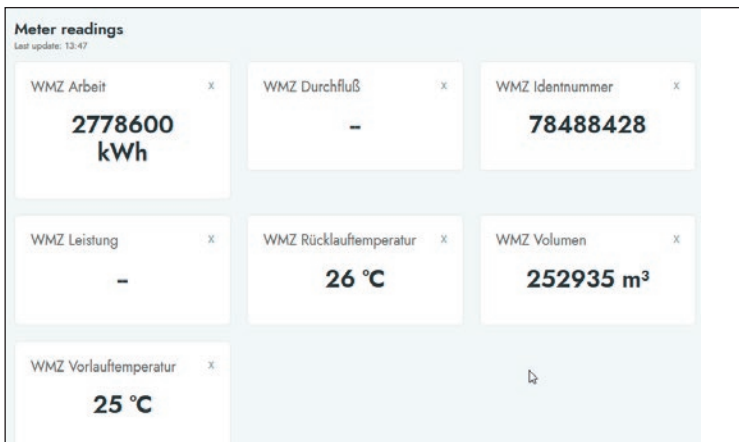 Meter readings
Last update: 13:47
WMZ Arbeit x
2778600
kWh
WMZ Durchfluß x
–
WMZ Identnummer x
78488428
WMZ Leistung x
–
WMZ Rücklauftemperatur x
26 °C
WMZ Volumen x
252935 m³
WMZ Vorlauftemperatur x
25 °C